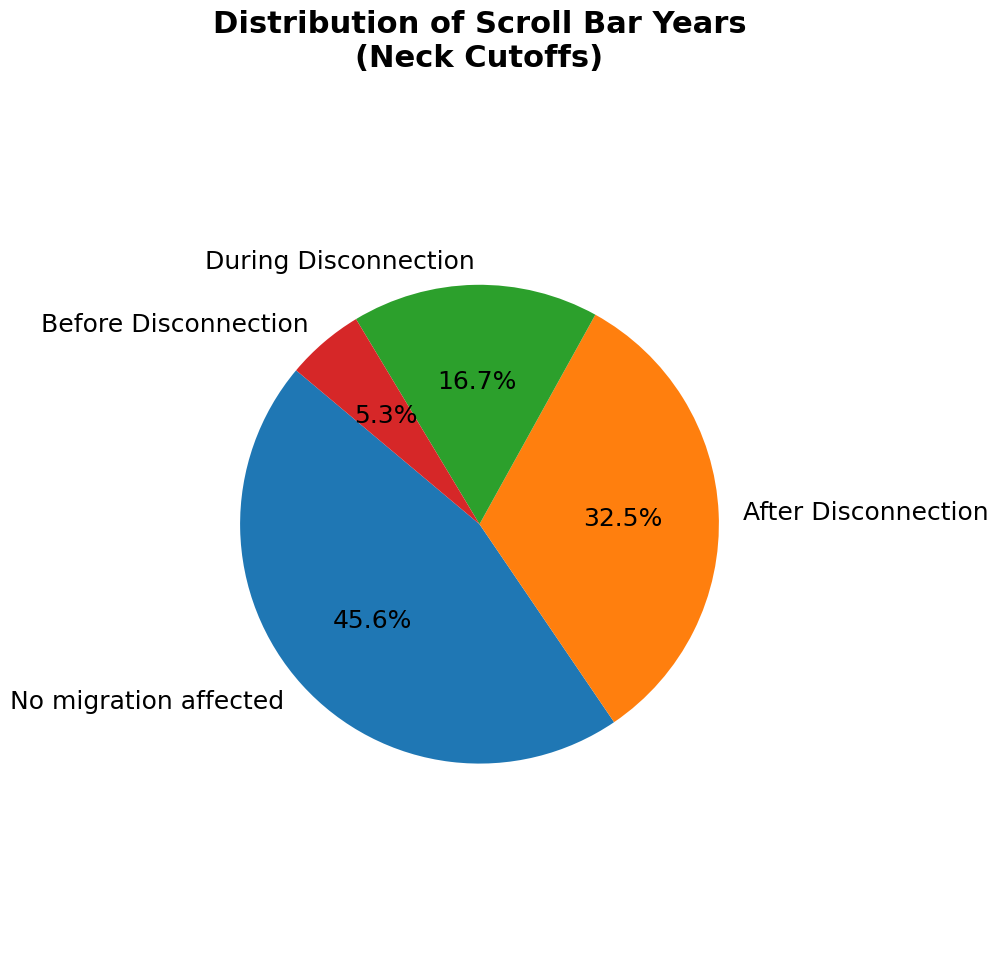 Distribution of Scroll Bar Years
(Neck Cutoffs)
During Disconnection
Before Disconnection
16.7%
5.3%
After Disconnection
32.5%
45.6%
No migration affected